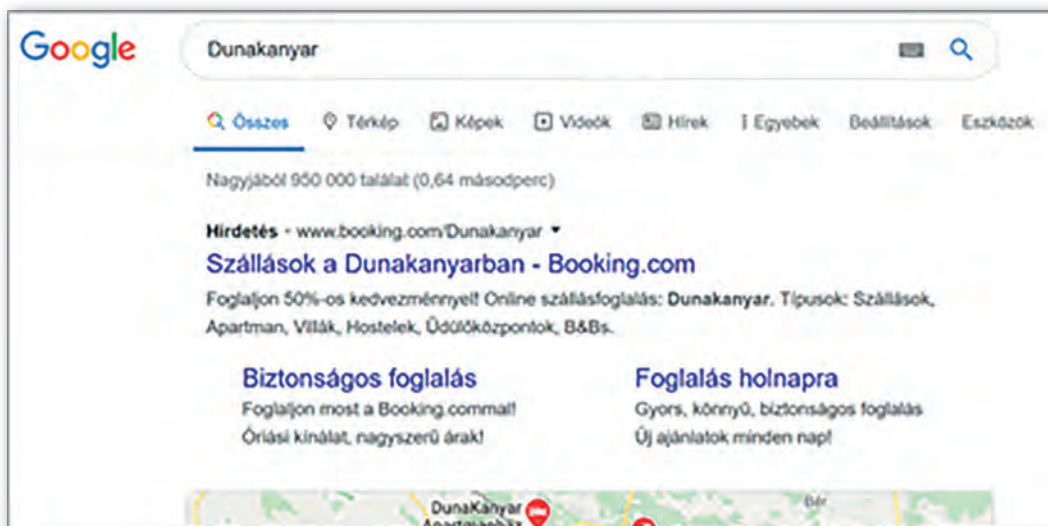 Google
Dunakanyar
Összes Térkép Képek Videók Hírek Egyebek Beállítások Eszközök
Nagyjából 950 000 találat (0,64 másodperc)
Hirdetés · www.booking.com/Dunakanyar
Szállások a Dunakanyarban - Booking.com
Foglaljon 50%-os kedvezménnyel! Online szállásfoglalás: Dunakanyar. Típusok: Szállások,
Apartman, Villák, Hostelek, Üdülőközpontok, B&Bs.
Biztonságos foglalás
Foglaljon most a Booking.commal!
Óriási kínálat, nagyszerű árak!
Foglalás holnapra
Gyors, könnyű, biztonságos foglalás
Új ajánlatok minden nap!
DunaKanyar
Apartmanház
Bér